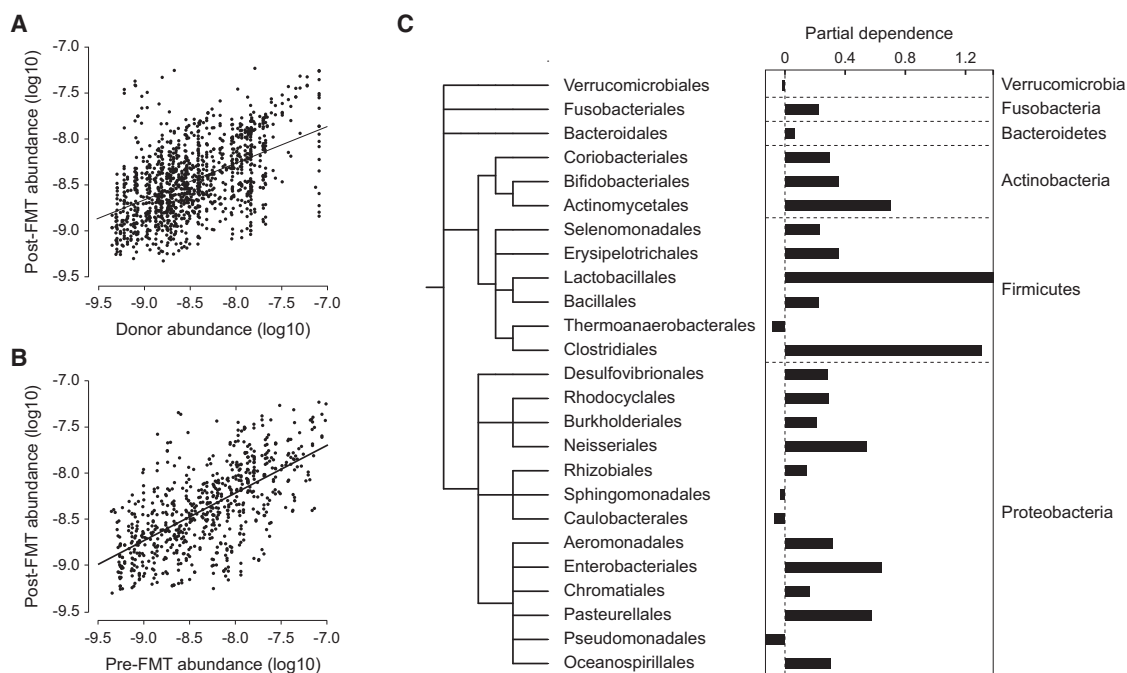 A
Post-FMT abundance (log10)
-7.0
-7.5
-8.0
-8.5
-9.0
-9.5
-9.5 -9.0 -8.5 -8.0 -7.5 -7.0
Donor abundance (log10)
B
Post-FMT abundance (log10)
-7.0
-7.5
-8.0
-8.5
-9.0
-9.5
-9.5 -9.0 -8.5 -8.0 -7.5 -7.0
Pre-FMT abundance (log10)
C
Partial dependence
0 0.4 0.8 1.2
Verrucomicrobiales
Fusobacteriales
Bacteroidales
Coriobacteriales
Bifidobacteriales
Actinomycetales
Selenomonadales
Erysipelotrichales
Lactobacillales
Bacillales
Thermoanaerobacterales
Clostridiales
Desulfovibrionales
Rhodocyclales
Burkholderiales
Neisseriales
Rhizobiales
Sphingomonadales
Caulobacterales
Aeromonadales
Enterobacteriales
Chromatiales
Pasteurellales
Pseudomonadales
Oceanospirillales
Verrucomicrobia
Fusobacteria
Bacteroidetes
Actinobacteria
Firmicutes
Proteobacteria